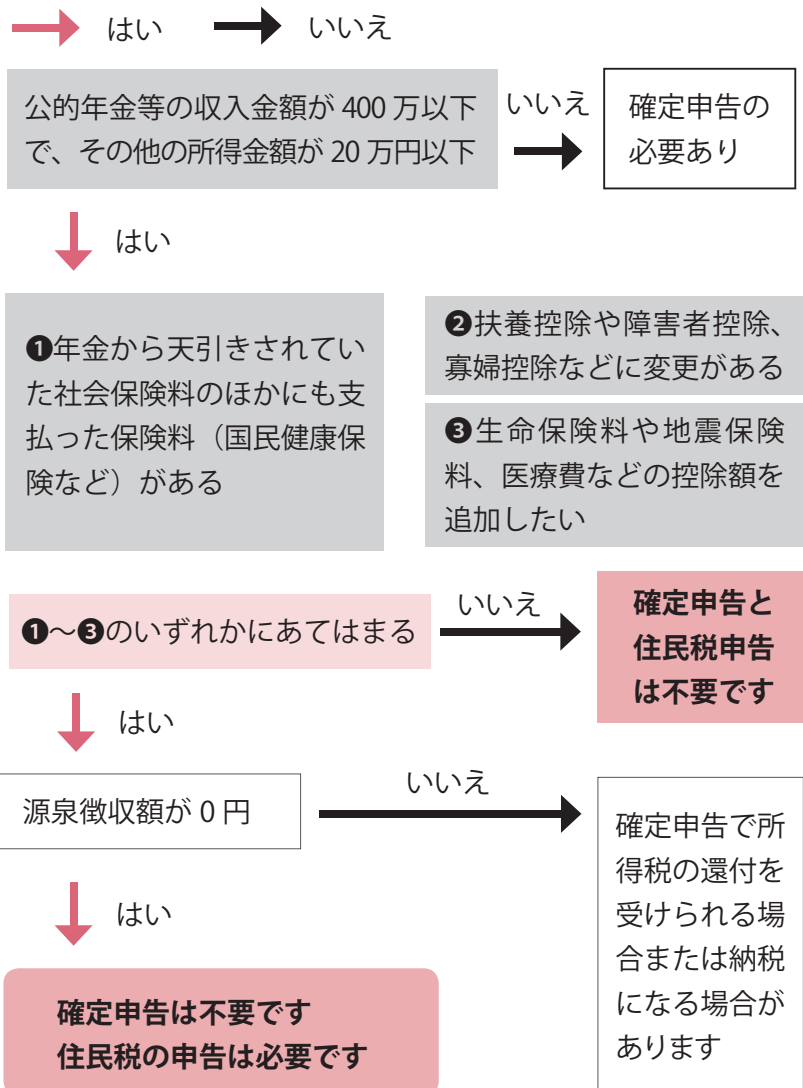 はい いいえ
公的年金等の収入金額が 400 万以下
で、その他の所得金額が 20 万円以下
いいえ
確定申告の
必要あり
はい
❶年金から天引きされてい
た社会保険料のほかにも支
払った保険料（国民健康保
険など）がある
❷扶養控除や障害者控除、
寡婦控除などに変更がある
❸生命保険料や地震保険
料、医療費などの控除額を
追加したい
❶〜❸のいずれかにあてはまる
いいえ
確定申告と
住民税申告
は不要です
はい
源泉徴収額が 0 円
いいえ
確定申告で所
得税の還付を
受けられる場
合または納税
になる場合が
あります
はい
確定申告は不要です
住民税の申告は必要です